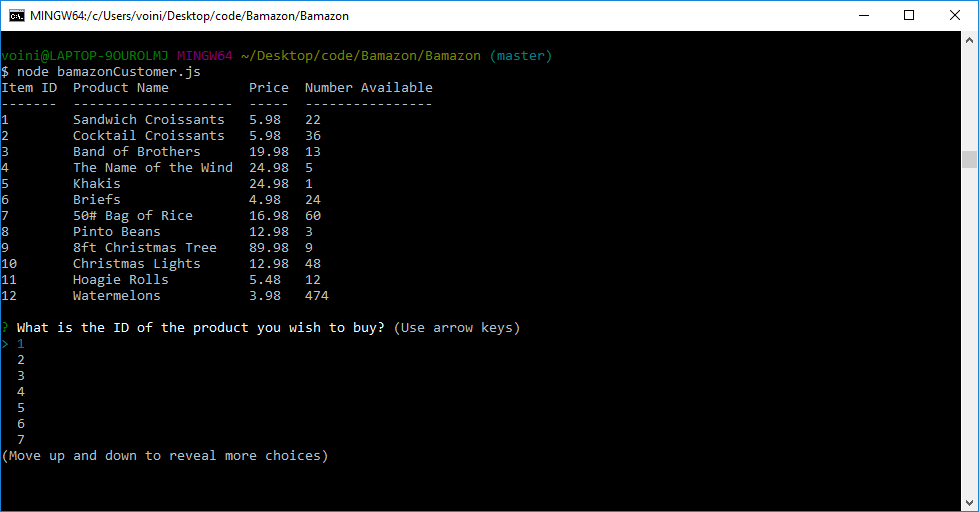 MINGW64:/c/Users/voini/Desktop/code/Bamazon/Bamazon
voini@LAPTOP-9OUROLMJ MINGW64 ~/Desktop/code/Bamazon/Bamazon (master)
$ node bamazonCustomer.js
Item ID  Product Name          Price  Number Available
-------  --------------------  -----  ----------------
1        Sandwich Croissants   5.98   22
2        Cocktail Croissants   5.98   36
3        Band of Brothers      19.98  13
4        The Name of the Wind  24.98  5
5        Khakis                24.98  1
6        Briefs                4.98   24
7        50# Bag of Rice       16.98  60
8        Pinto Beans           12.98  3
9        8ft Christmas Tree    89.98  9
10       Christmas Lights      12.98  48
11       Hoagie Rolls          5.48   12
12       Watermelons           3.98   474
? What is the ID of the product you wish to buy? (Use arrow keys)
> 1
  2
  3
  4
  5
  6
  7
(Move up and down to reveal more choices)